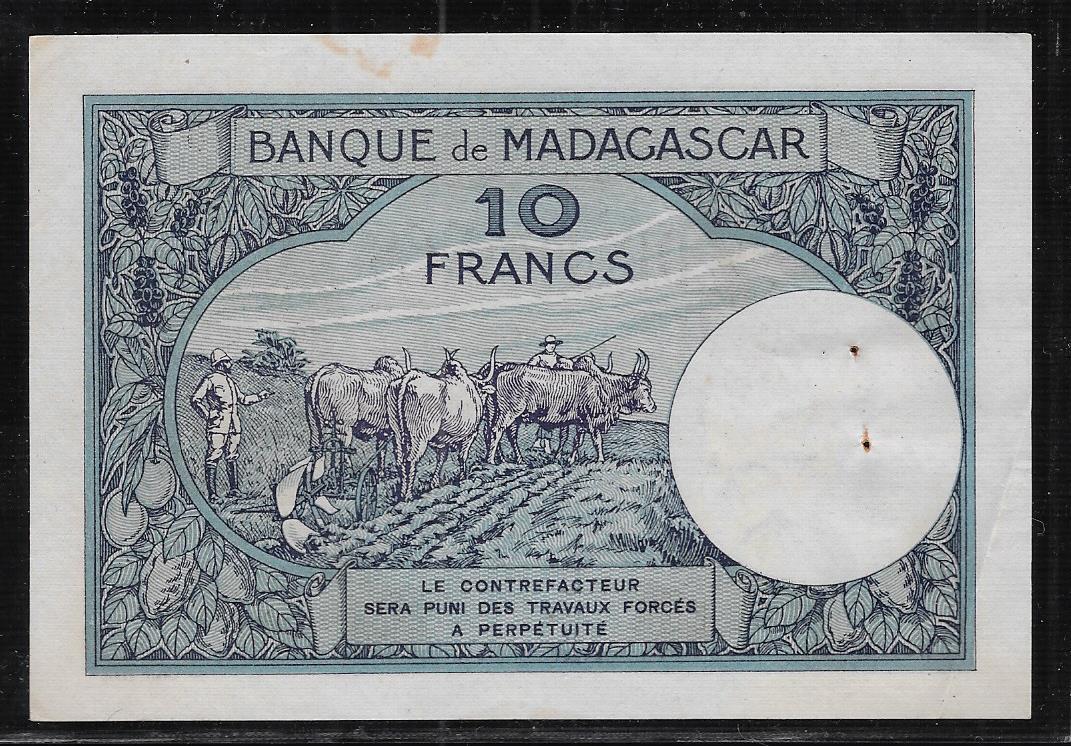 BANQUE de MADAGASCAR
10
FRANCS
LE CONTREFACTEUR
SERA PUNI DES TRAVAUX FORCÉS
A PERPÉTUITÉ